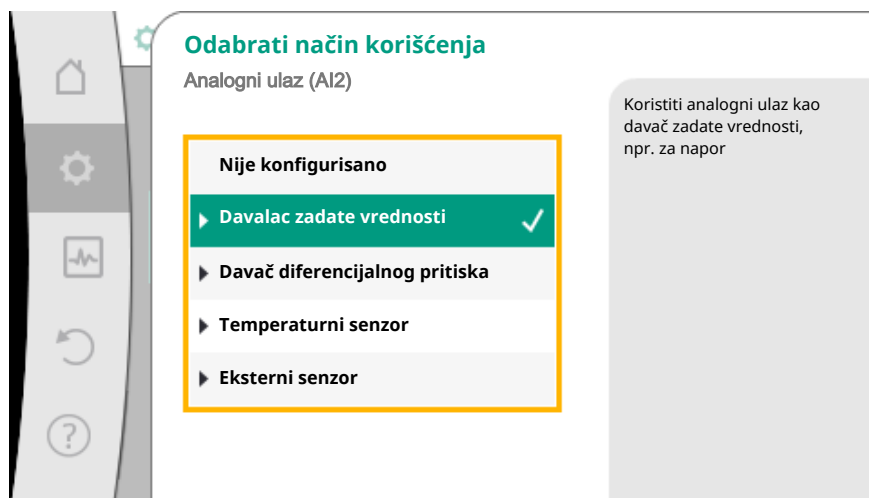 Odabrati način korišćenja
Analogni ulaz (AI2)
Nije konfigurisano
Davalac zadate vrednosti
Davač diferencijalnog pritiska
Temperaturni senzor
Eksterni senzor
Koristiti analogni ulaz kao
davač zadate vrednosti,
npr. za napor
?